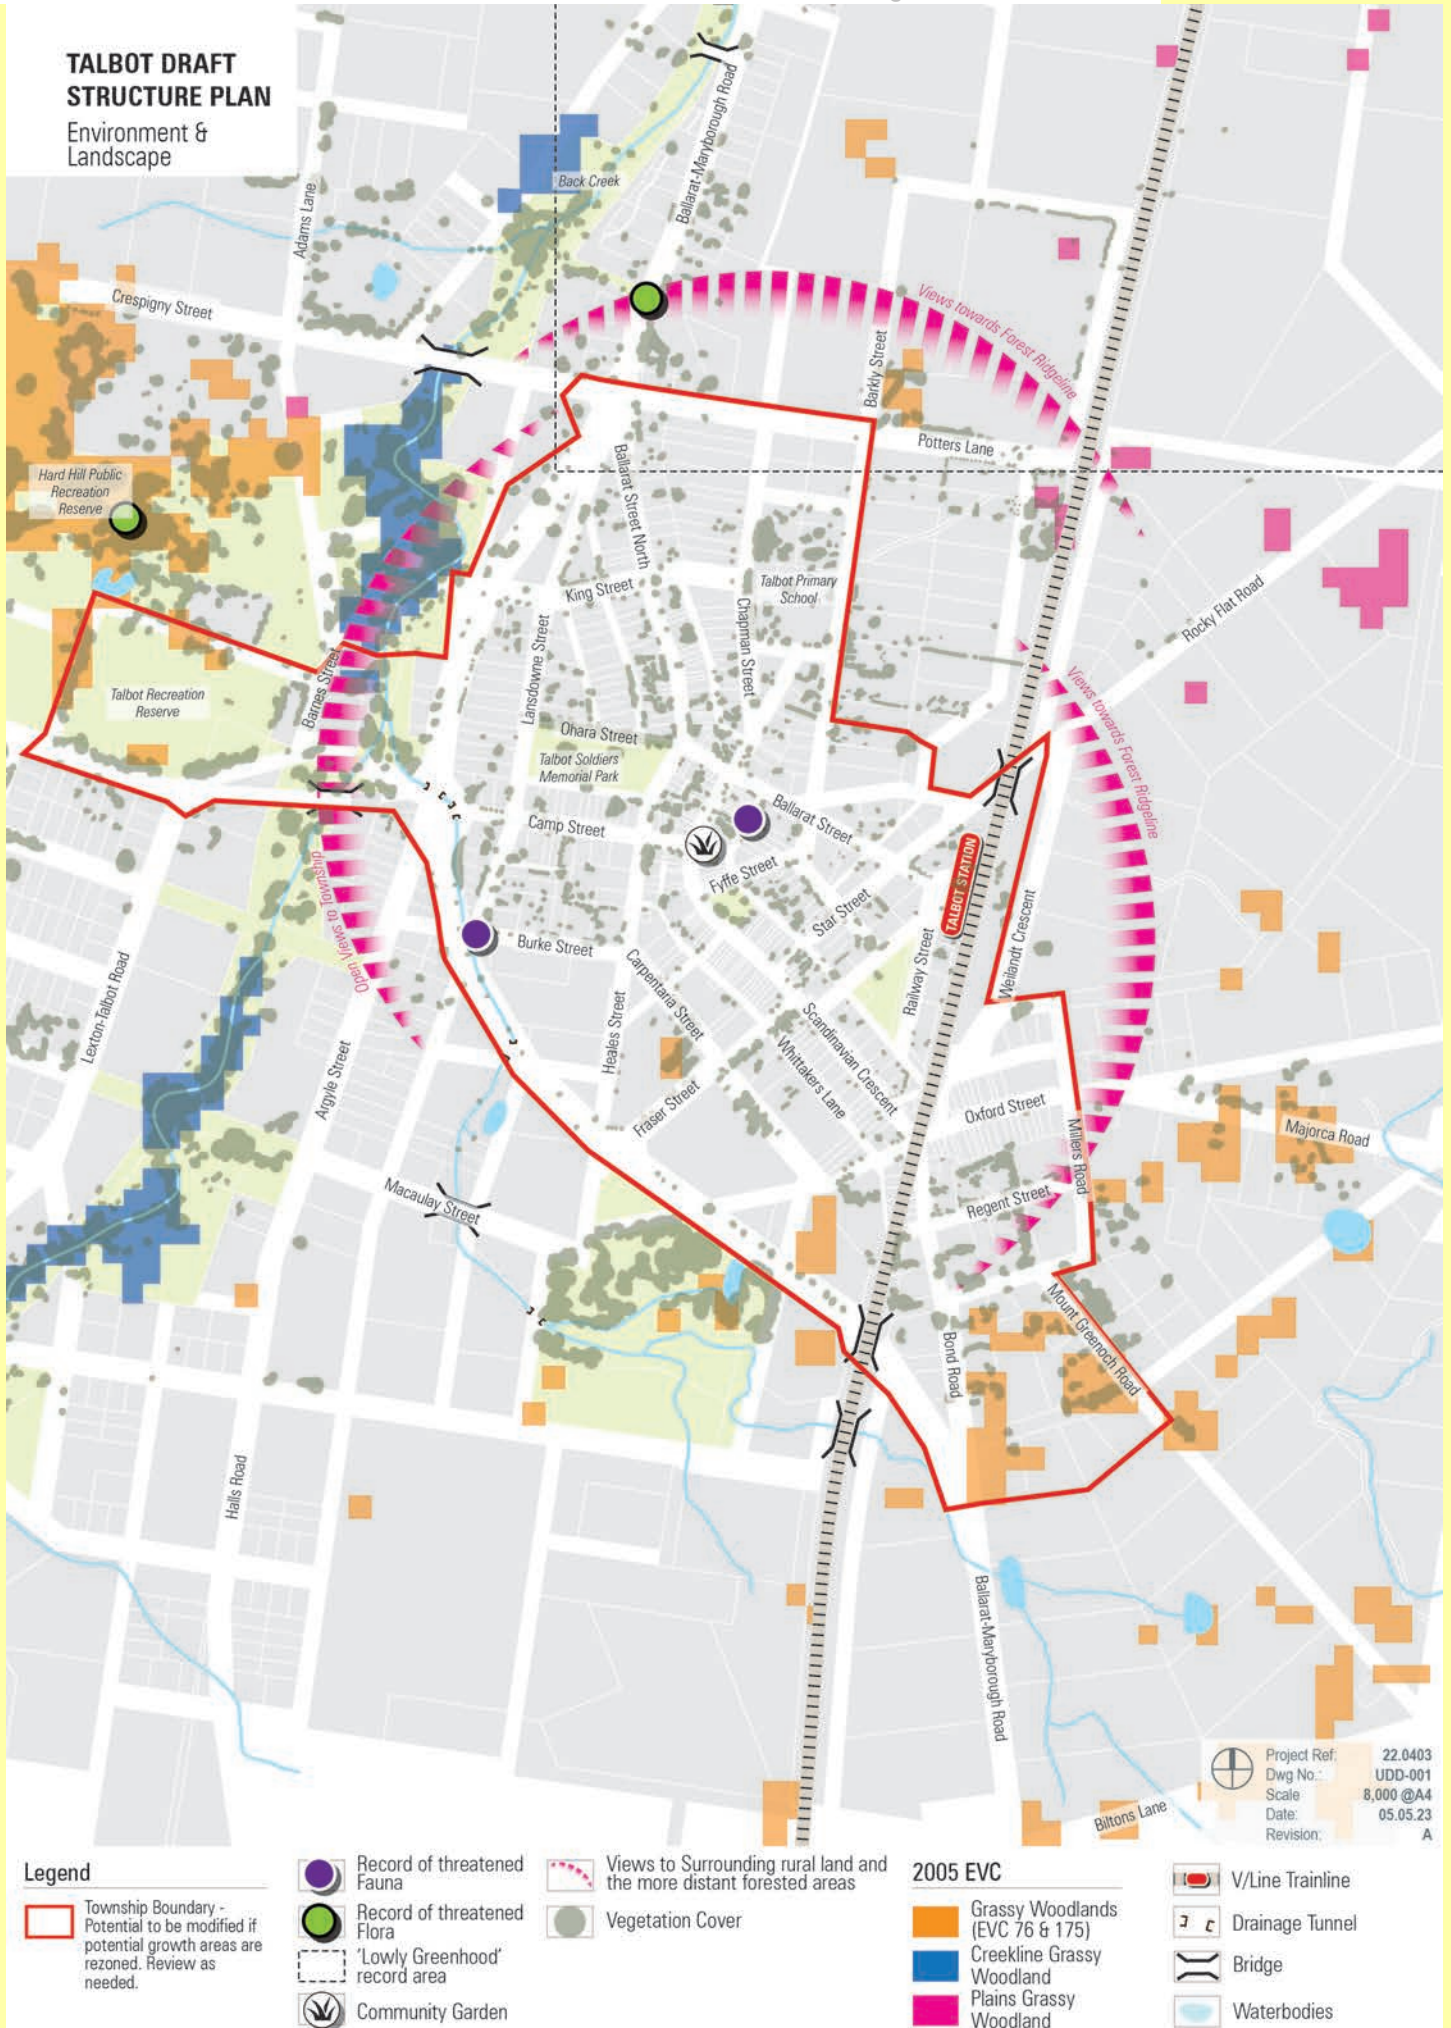 TALBOT DRAFT
STRUCTURE PLAN
Environment &
Landscape
Back Creek
Ballarat-Maryborough Road
Adams Lane
Crespigny Street
Views towards Forest Ridgeline
Barkly Street
Potters Lane
Hard Hill Public
Recreation
Reserve
Ballarat Street North
King Street
Talbot Primary
School
Chapman Street
Rocky Flat Road
Lansdowne Street
Barnes Street
Talbot Recreation
Reserve
Ohara Street
Talbot Soldiers
Memorial Park
Views towards Forest Ridgeline
Camp Street
Ballarat Street
Fyffe Street
Star Street
TALBOT STATION
Open Views to Township
Burke Street
Carpentaria Street
Railway Street
Weilandt Crescent
Lexton-Talbot Road
Heales Street
Scandinavian Crescent
Whittakers Lane
Argyle Street
Fraser Street
Oxford Street
Millers Road
Majorca Road
Macaulay Street
Regent Street
Mount Greenoch Road
Bond Road
Halls Road
Ballarat-Maryborough Road
Biltons Lane
Project Ref: 22.0403
Dwg No.: UDD-001
Scale 8,000 @A4
Date: 05.05.23
Revision: A
Legend
Township Boundary -
Potential to be modified if
potential growth areas are
rezoned. Review as
needed.
Record of threatened
Fauna
Record of threatened
Flora
'Lowly Greenhood'
record area
Community Garden
Views to Surrounding rural land and
the more distant forested areas
Vegetation Cover
2005 EVC
Grassy Woodlands
(EVC 76 & 175)
Creekline Grassy
Woodland
Plains Grassy
Woodland
V/Line Trainline
Drainage Tunnel
Bridge
Waterbodies